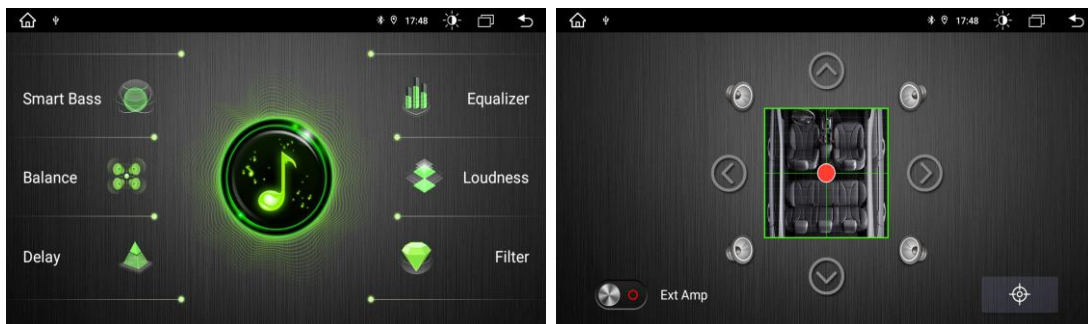 17:48
Smart Bass
Equalizer
Balance
Loudness
Delay
Filter
17:48
Ext Amp